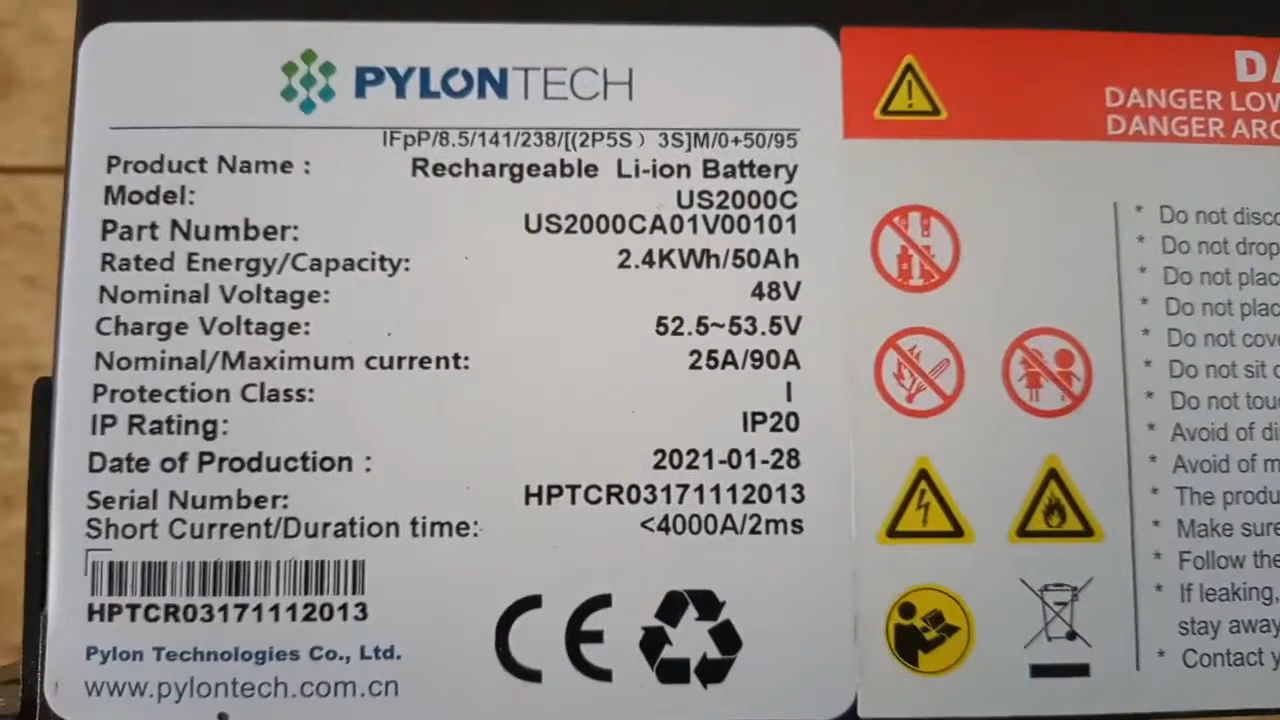 PYLONTECH
IFpP/8.5/141/238/[(2P5S) 3S]M/0+50/95
Product Name : Rechargeable Li-ion Battery
Model: US2000C
Part Number: US2000CA01V00101
Rated Energy/Capacity: 2.4KWh/50Ah
Nominal Voltage: 48V
Charge Voltage: 52.5~53.5V
Nominal/Maximum current: 25A/90A
Protection Class: I
IP Rating: IP20
Date of Production : 2021-01-28
Serial Number: HPTCR03171112013
Short Current/Duration time: <4000A/2ms
HPTCR03171112013
Pylon Technologies Co., Ltd.
www.pylontech.com.cn
CE
DANGER
DANGER
* Do not
* Do not drop
* Do not
* Do not
* Do not
* Do not sit
* Do not
* Avoid of
* Avoid of
* The
* Make sure
* Follow the
* If leaking,
stay away
* Contact